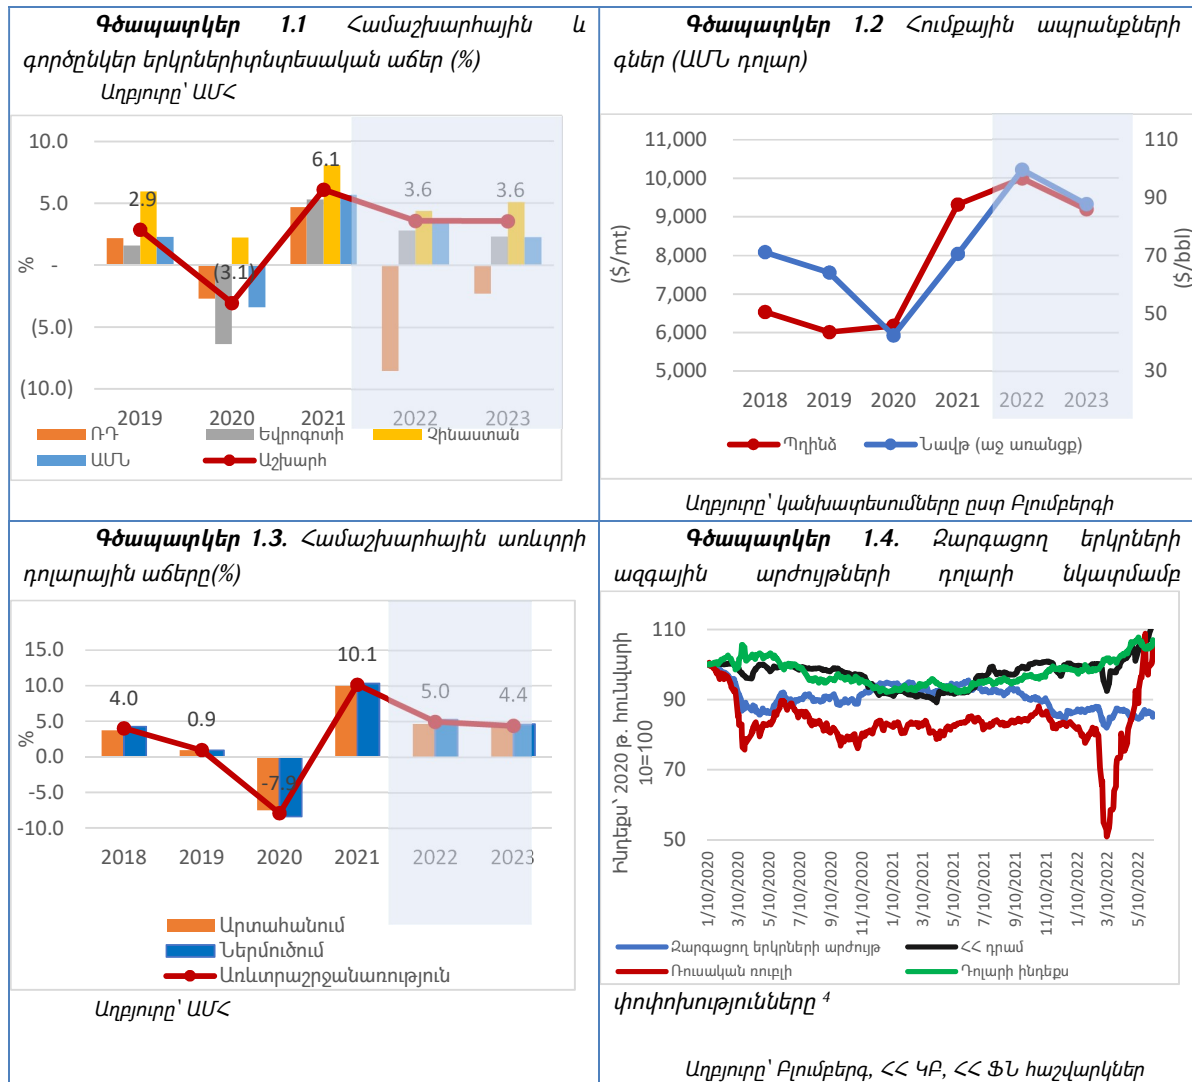 Գծապատկեր 1.1 Համաշխարհային և
գործընկեր երկրներիտնտեսական աճեր (%)
Աղբյուրը՝ ԱՄՀ
10.0
5.0
-
(5.0)
(10.0)
%
2.9
(3.1)
6.1
3.6
3.6
2019 2020 2021 2022 2023
ՌԴ Եվրոգոտի Չինաստան
ԱՄՆ Աշխարհ
Գծապատկեր 1.2 Հումքային ապրանքների
գներ (ԱՄՆ դոլար)
11,000
10,000
9,000
8,000
7,000
6,000
5,000
($/mt)
110
90
70
50
30
($/bbl)
2018 2019 2020 2021 2022 2023
Պղինձ Նավթ (աջ առանցք)
Աղբյուրը՝ կանխատեսումները ըստ Բլումբերգի
Գծապատկեր 1.3. Համաշխարհային առևտրի
դոլարային աճերը(%)
15.0
10.0
5.0
0.0
-5.0
-10.0
%
4.0
0.9
-7.9
10.1
5.0
4.4
2018 2019 2020 2021 2022 2023
Արտահանում
Ներմուծում
Առևտրաշրջանառություն
Աղբյուրը՝ ԱՄՀ
Գծապատկեր 1.4. Զարգացող երկրների
ազգային արժույթների դոլարի նկատմամբ
110
90
70
50
Ինդեքս՝ 2020 թ. հունվարի
10=100
1/10/2020
3/10/2020
5/10/2020
7/10/2020
9/10/2020
11/10/2020
1/10/2021
3/10/2021
5/10/2021
7/10/2021
9/10/2021
11/10/2021
1/10/2022
3/10/2022
5/10/2022
Զարգացող երկրների արժույթ ՀՀ դրամ
Ռուսական ռուբլի Դոլարի ինդեքս
փոփոխությունները 4
Աղբյուրը՝ Բլումբերգ, ՀՀ ԿԲ, ՀՀ ՖՆ հաշվարկներ